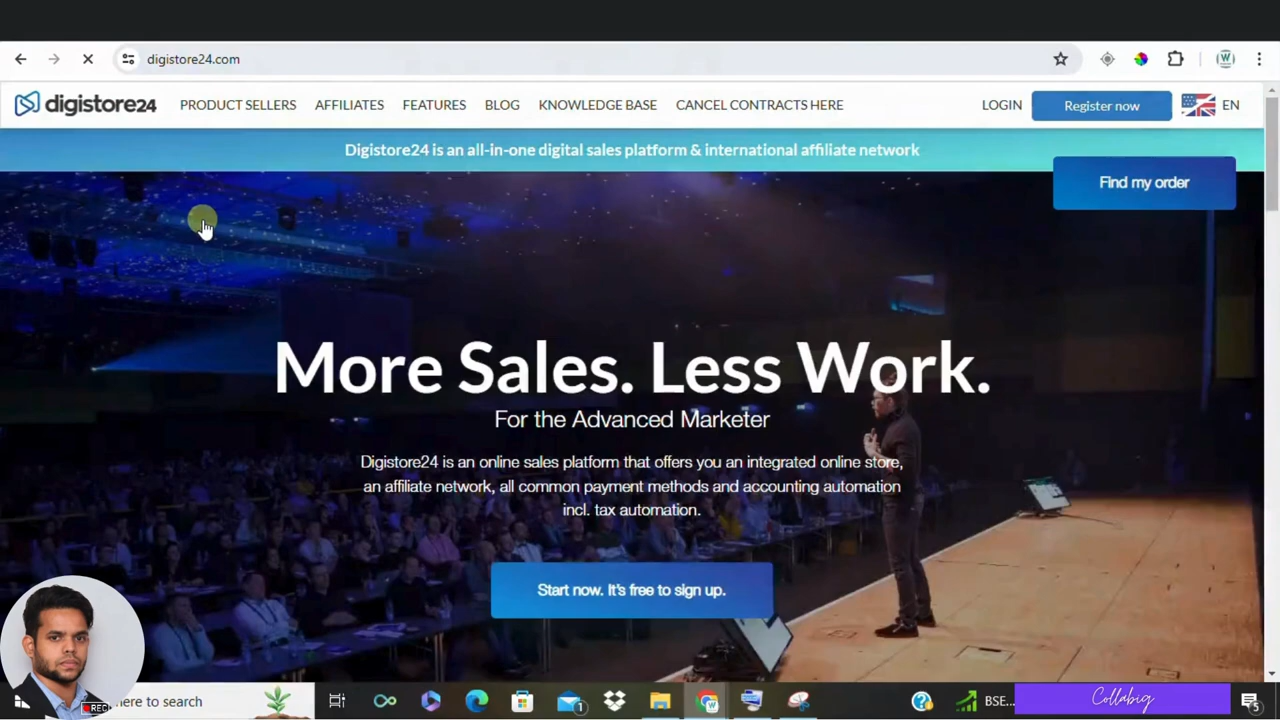 digistore24.com
digistore24 PRODUCT SELLERS AFFILIATES FEATURES BLOG KNOWLEDGE BASE CANCEL CONTRACTS HERE LOGIN Register now EN
Digistore24 is an all-in-one digital sales platform & international affiliate network
Find my order
More Sales. Less Work.
For the Advanced Marketer
Digistore24 is an online sales platform that offers you an integrated online store,
an affiliate network, all common payment methods and accounting automation
incl. tax automation.
Start now. It's free to sign up.
REC
here to search
1
W
BSE...
Collabig
5